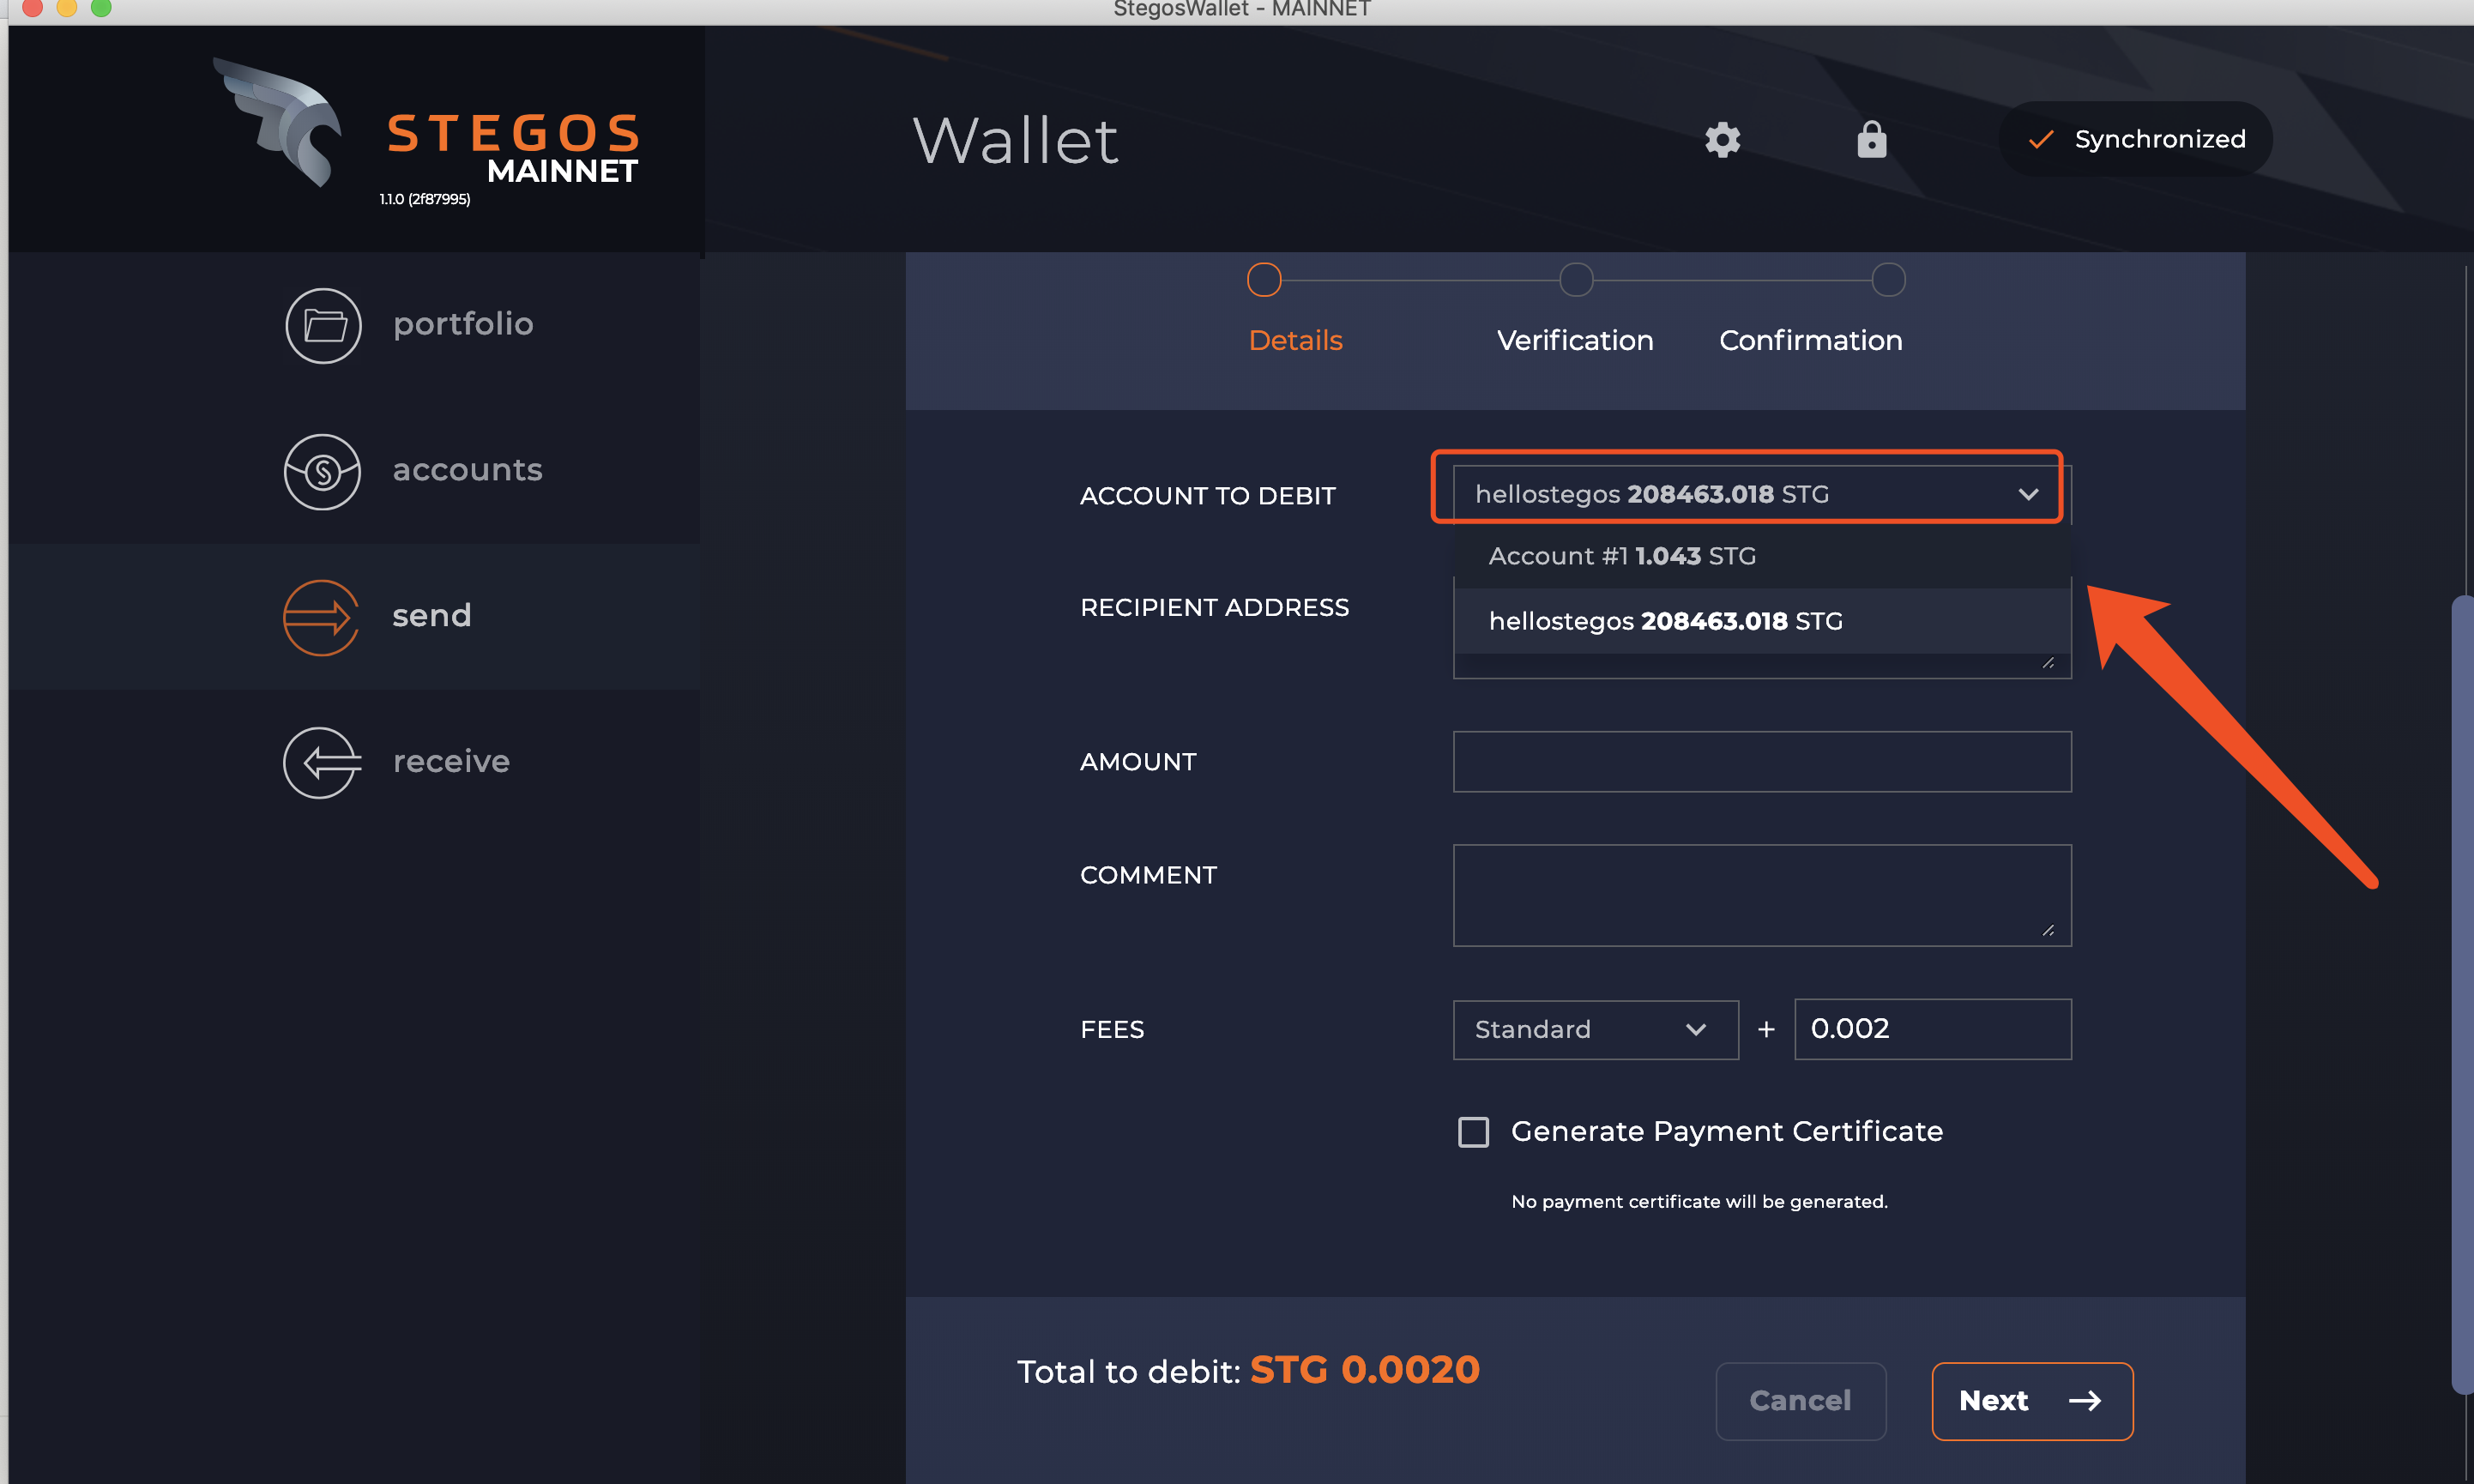 StegosWallet - MAINNET
STEGOS
MAINNET
1.1.0 (2f87995)
Wallet
Synchronized
portfolio
accounts
send
receive
Details
Verification
Confirmation
ACCOUNT TO DEBIT
hellostegos 208463.018 STG
Account #1 1.043 STG
RECIPIENT ADDRESS
hellostegos 208463.018 STG
AMOUNT
COMMENT
FEES
Standard
+
0.002
Generate Payment Certificate
No payment certificate will be generated.
Total to debit: STG 0.0020
Cancel
Next